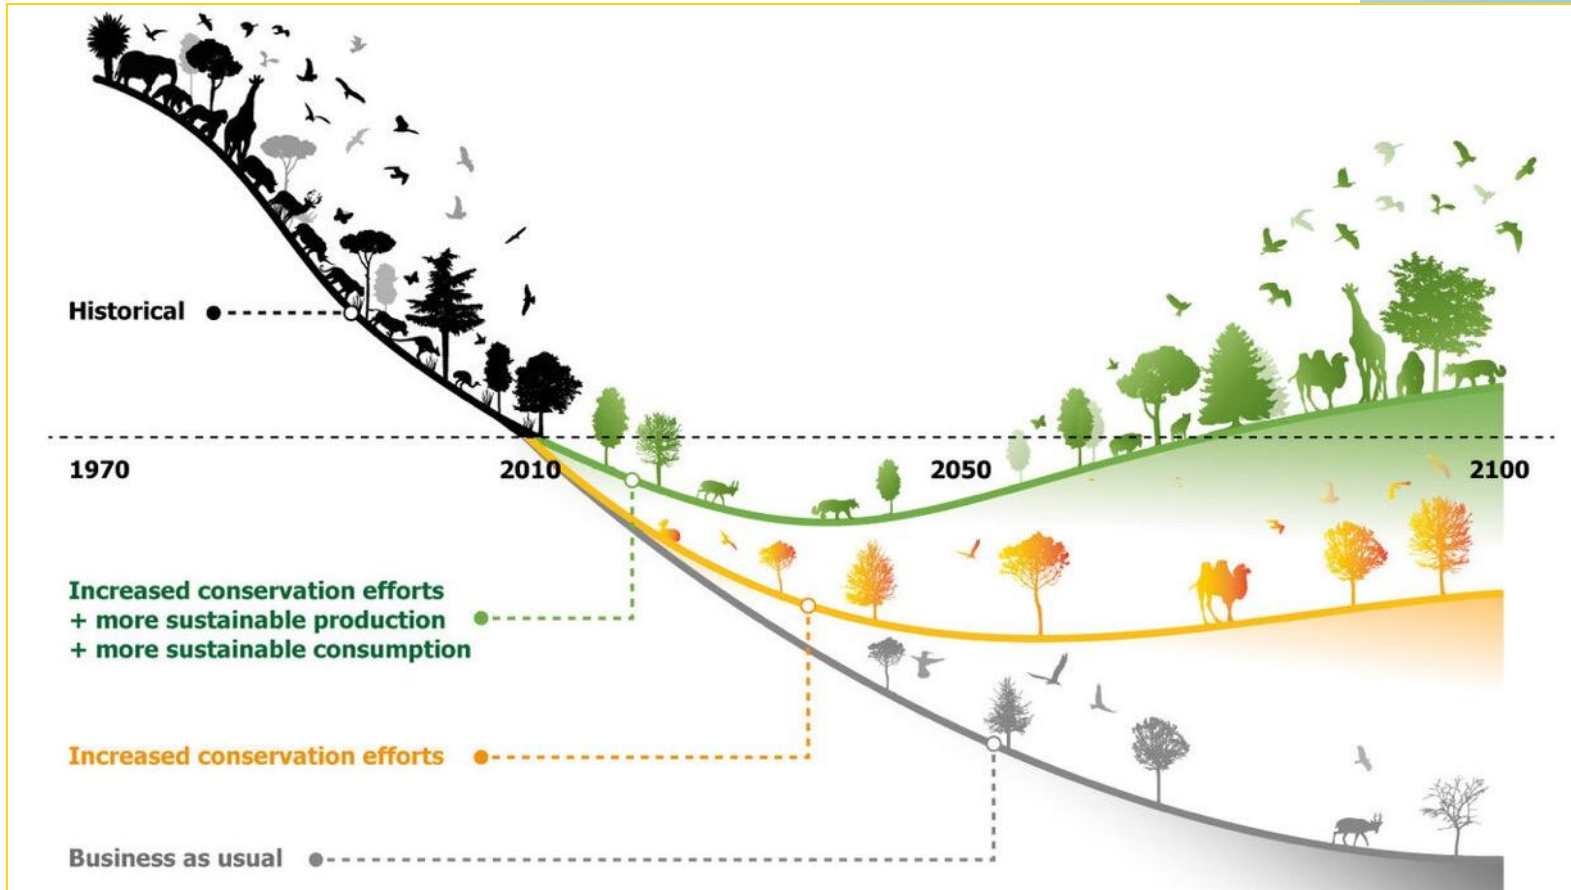 Historical
1970
2010
2050
2100
Increased conservation efforts
+ more sustainable production
+ more sustainable consumption
Increased conservation efforts
Business as usual